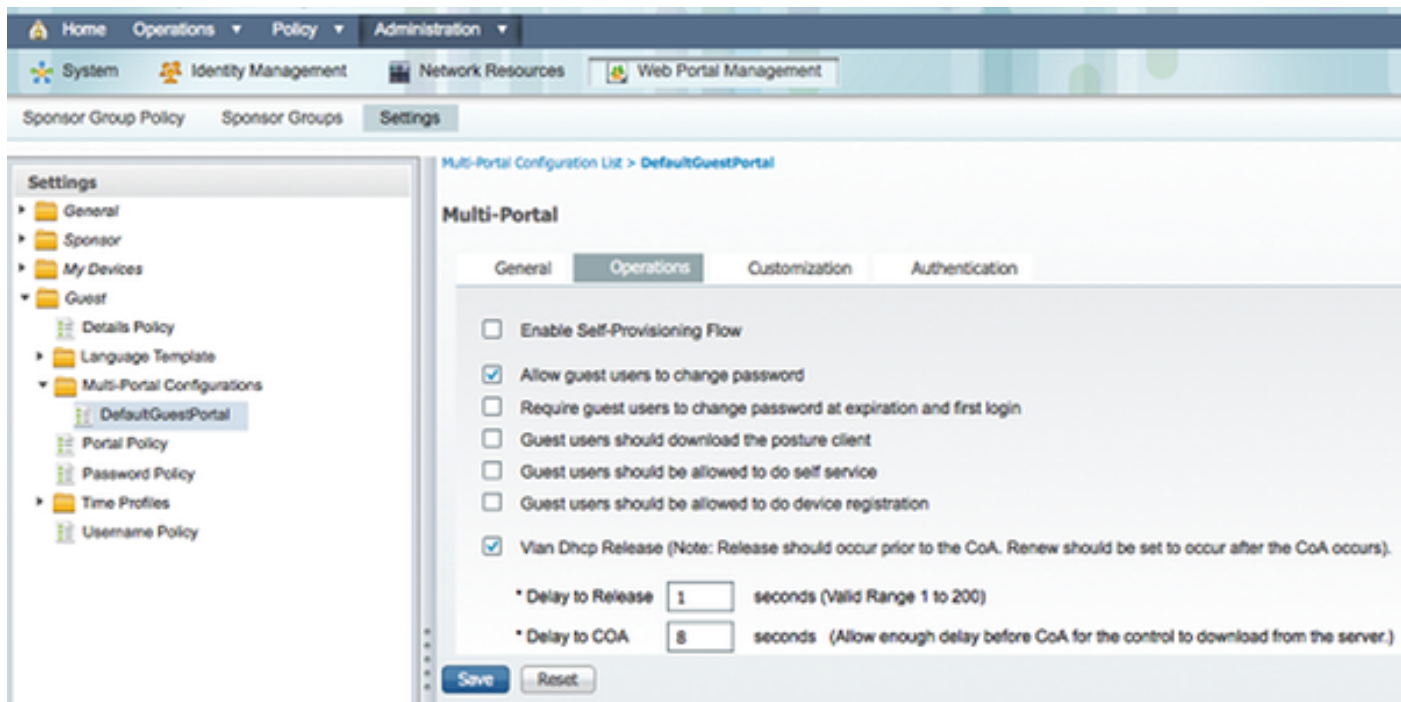 Home Operations Policy Administration
System Identity Management Network Resources Web Portal Management
Sponsor Group Policy Sponsor Groups Settings
Settings
General
Sponsor
My Devices
Guest
Details Policy
Language Template
Multi-Portal Configurations
DefaultGuestPortal
Portal Policy
Password Policy
Time Profiles
Username Policy
Multi-Portal Configuration List > DefaultGuestPortal
Multi-Portal
General Operations Customization Authentication
Enable Self-Provisioning Flow
Allow guest users to change password
Require guest users to change password at expiration and first login
Guest users should download the posture client
Guest users should be allowed to do self service
Guest users should be allowed to do device registration
Vlan Dhcp Release (Note: Release should occur prior to the CoA. Renew should be set to occur after the CoA occurs).
* Delay to Release 1 seconds (Valid Range 1 to 200)
* Delay to COA 8 seconds (Allow enough delay before CoA for the control to download from the server.)
Save Reset